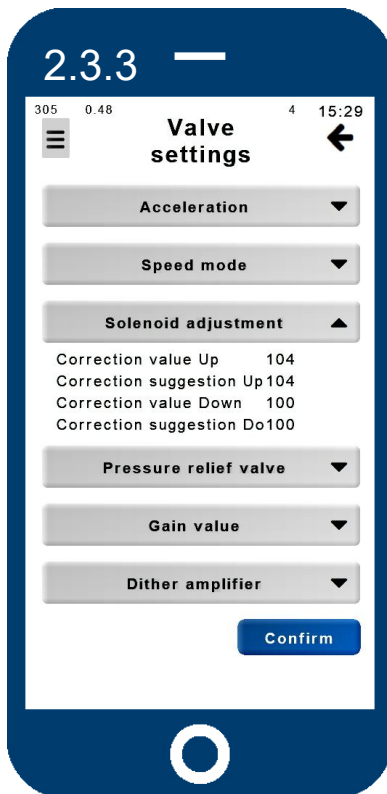 2.3.3
305 0.48 4 15:29
Valve
settings
Acceleration
Speed mode
Solenoid adjustment
Correction value Up 104
Correction suggestion Up104
Correction value Down 100
Correction suggestion Do100
Pressure relief valve
Gain value
Dither amplifier
Confirm